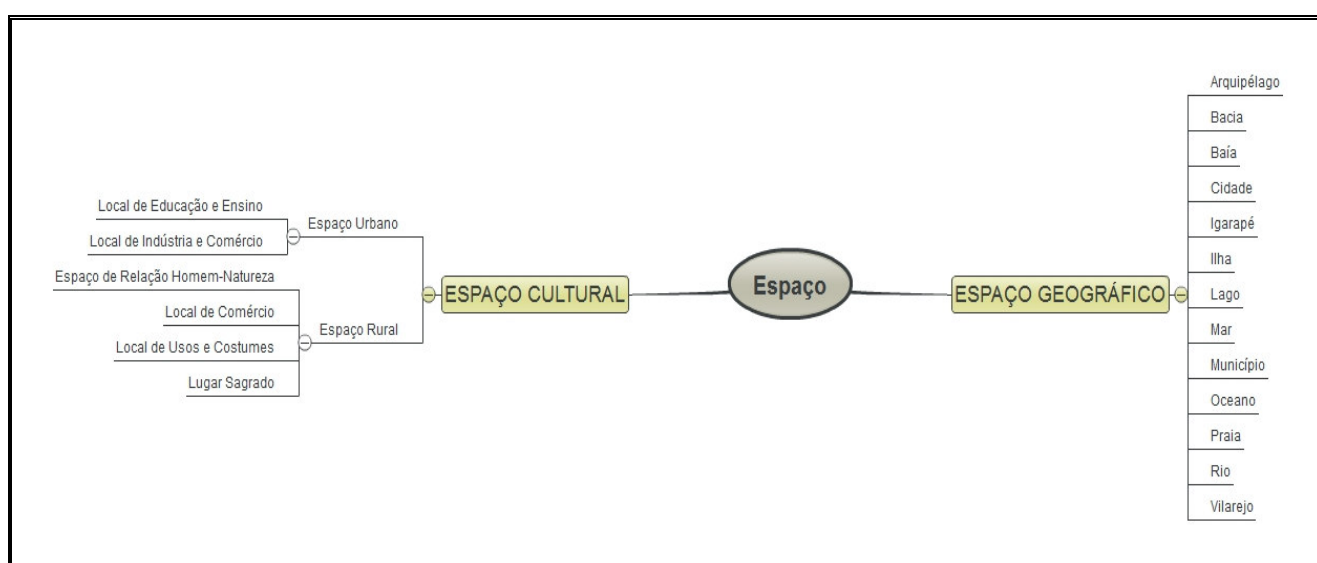 Local de Educação e Ensino
Local de Indústria e Comércio
Espaço Urbano
Espaço de Relação Homem-Natureza
Local de Comércio
Local de Usos e Costumes
Lugar Sagrado
Espaço Rural
ESPAÇO CULTURAL
Espaço
ESPAÇO GEOGRÁFICO
Arquipélago
Bacia
Baía
Cidade
Igarapé
Ilha
Lago
Mar
Município
Oceano
Praia
Rio
Vilarejo